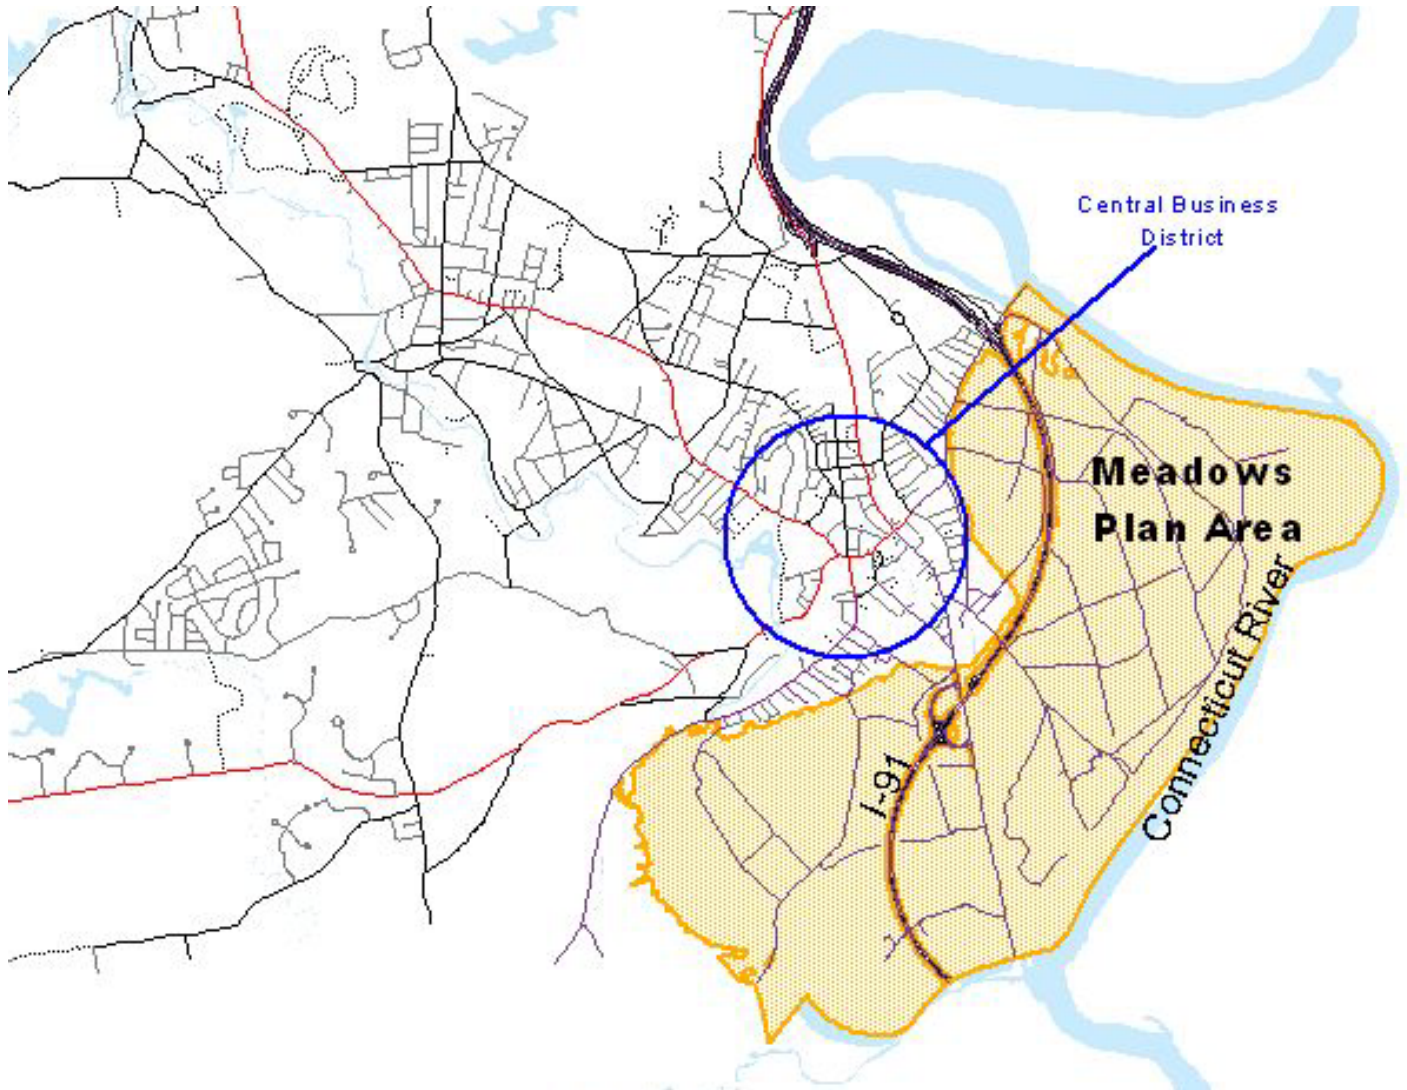 Central Business
District
Meadows
Plan Area
Connecticut River
I-91